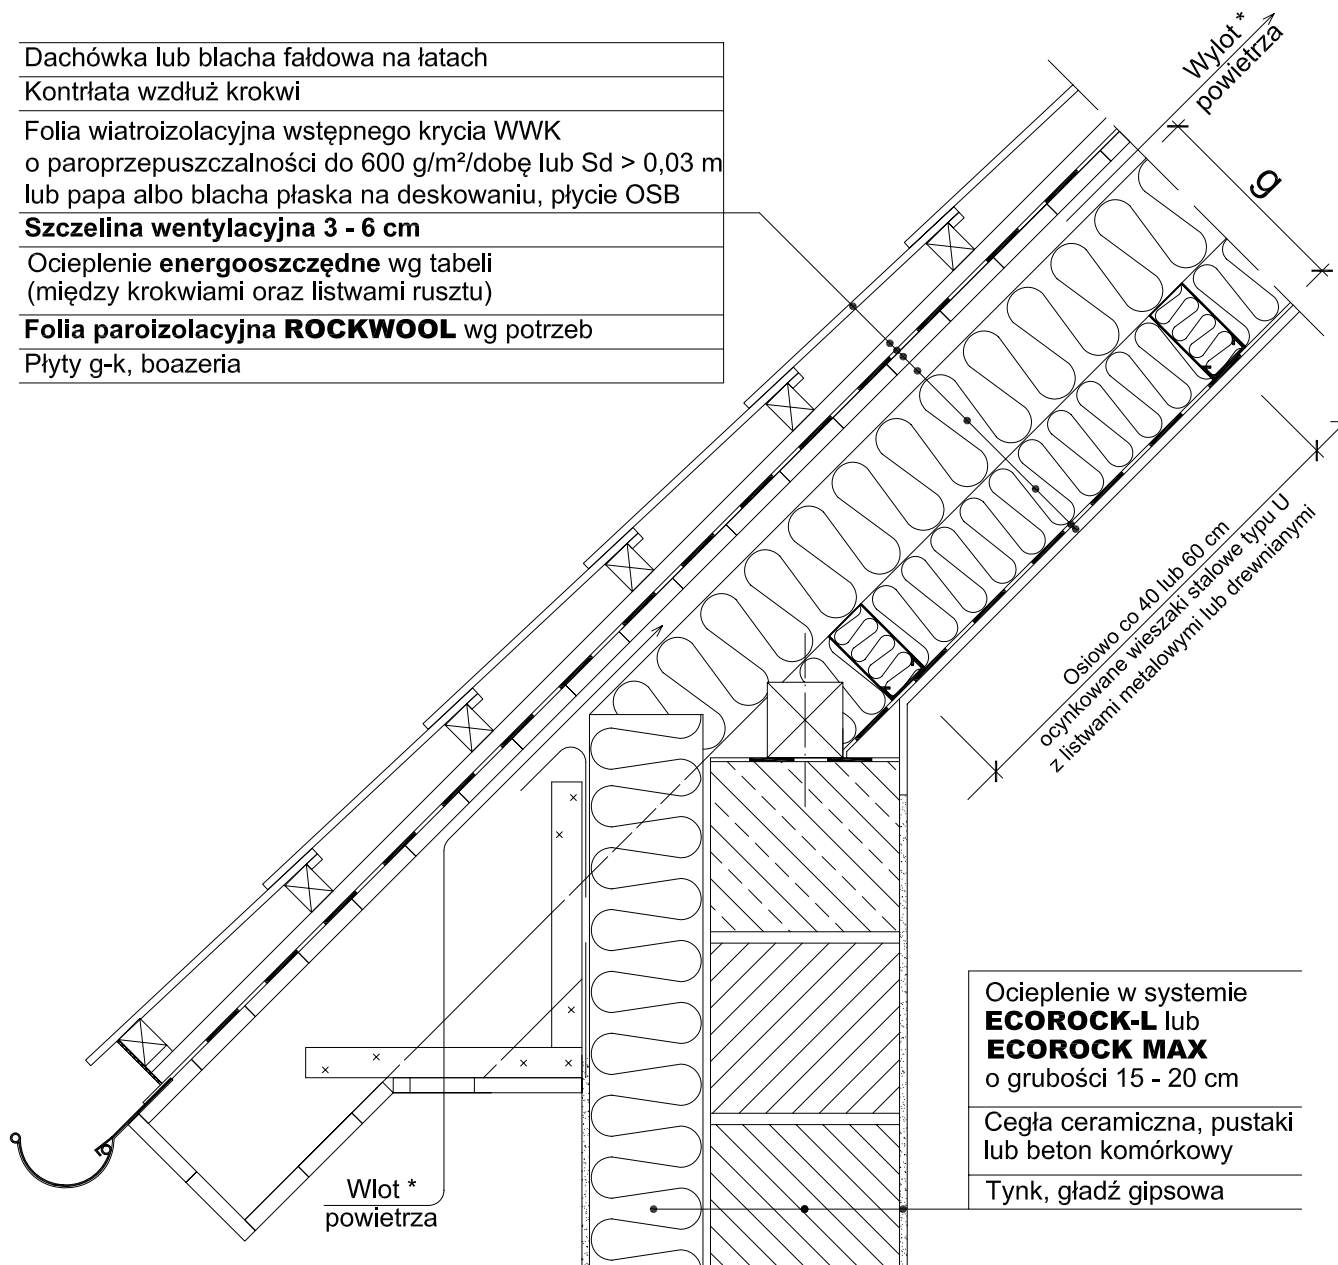 Dachówka lub blacha fałdowa na łatach
Kontrłata wzdłuż krokwi
Folia wiatroizolacyjna wstępnego krycia WWK
o paroprzepuszczalności do 600 g/m²/dobę lub Sd > 0,03 m
lub papa albo blacha płaska na deskowaniu, płycie OSB
Szczelina wentylacyjna 3 - 6 cm
Ocieplenie energooszczędne wg tabeli
(między krokwiami oraz listwami rusztu)
Folia paroizolacyjna ROCKWOOL wg potrzeb
Płyty g-k, boazeria
Wylot *
powietrza
g
Osiowo co 40 lub 60 cm
ocynkowane wieszaki stalowe typu U
z listwami metalowymi lub drewnianymi
Ocieplenie w systemie
ECOROCK-L lub
ECOROCK MAX
o grubości 15 - 20 cm
Cegła ceramiczna, pustaki
lub beton komórkowy
Tynk, gładź gipsowa
Wlot *
powietrza